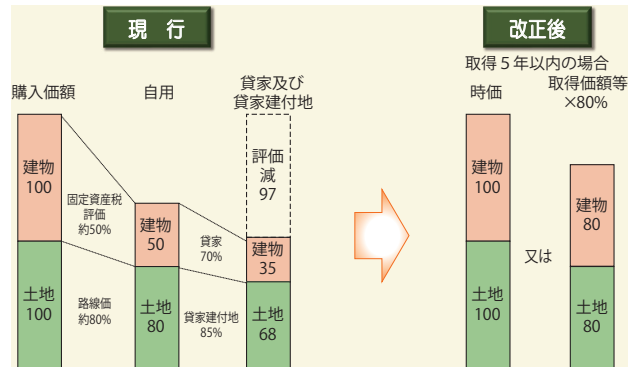 現 行
購入価額
自用
貸家及び
貸家建付地
建物
100
土地
100
固定資産税
評価
約50%
路線価
約80%
建物
50
土地
80
貸家
70%
貸家建付地
85%
評価
減
97
建物
35
土地
68
改正後
取得5年以内の場合
時価
取得価額等
×80%
建物
100
土地
100
又は
建物
80
土地
80